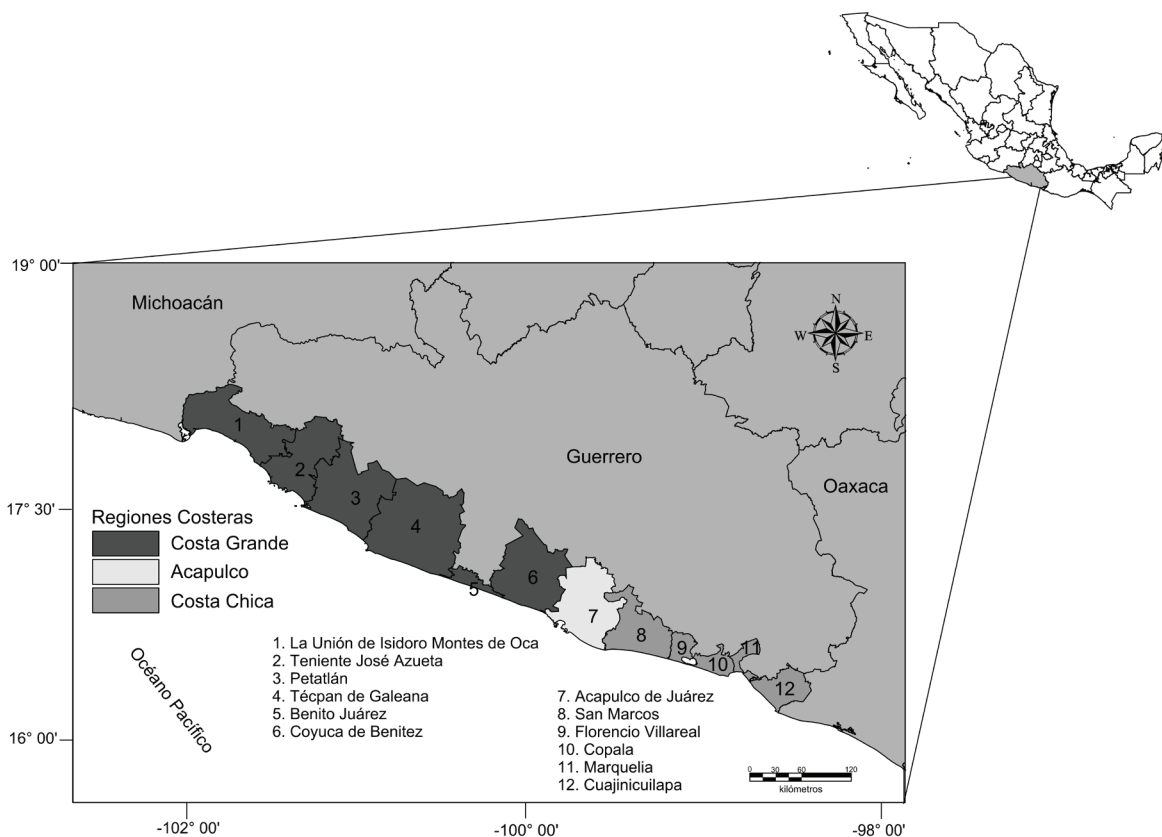 19° 00'
Michoacán
N
W E
S
1
2
3
4
5
6
7
8
9
10
11
12
Guerrero
Oaxaca
17° 30'
Regiones Costeras
Costa Grande
Acapulco
Costa Chica
Océano Pacífico
1. La Unión de Isidoro Montes de Oca
2. Teniente José Azueta
3. Petatlán
4. Técpan de Galeana
5. Benito Juárez
6. Coyuca de Benitez
7. Acapulco de Juárez
8. San Marcos
9. Florencio Villareal
10. Copala
11. Marquelia
12. Cuajinicuilapa
16° 00'
0 30 60 120
kilómetros
-102° 00' -100° 00' -98° 00'